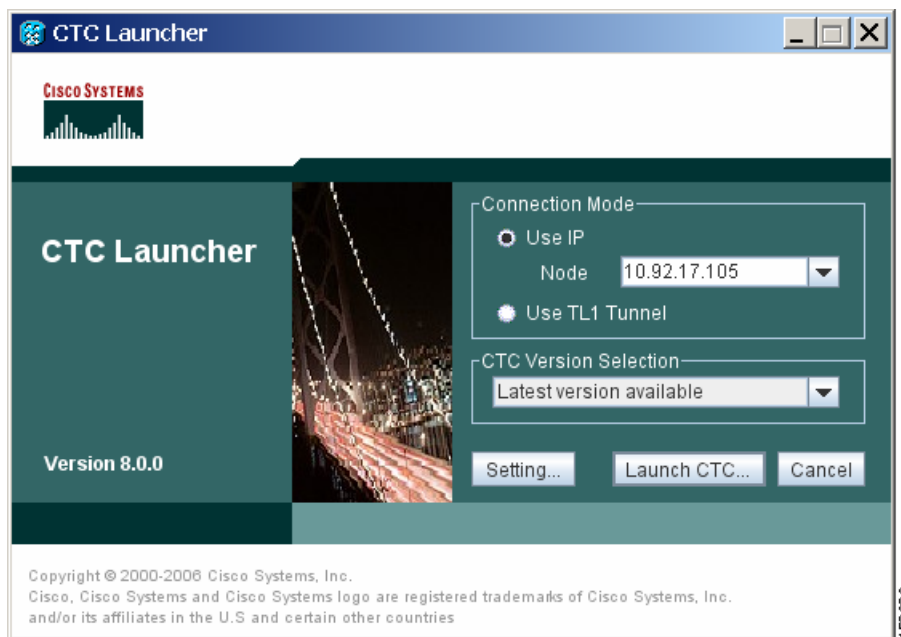 CTC Launcher
CISCO SYSTEMS
CTC Launcher
Version 8.0.0
Connection Mode
Use IP
Node 10.92.17.105
Use TL1 Tunnel
CTC Version Selection
Latest version available
Setting... Launch CTC... Cancel
Copyright © 2000-2006 Cisco Systems, Inc.
Cisco, Cisco Systems and Cisco Systems logo are registered trademarks of Cisco Systems, Inc.
and/or its affiliates in the U.S and certain other countries